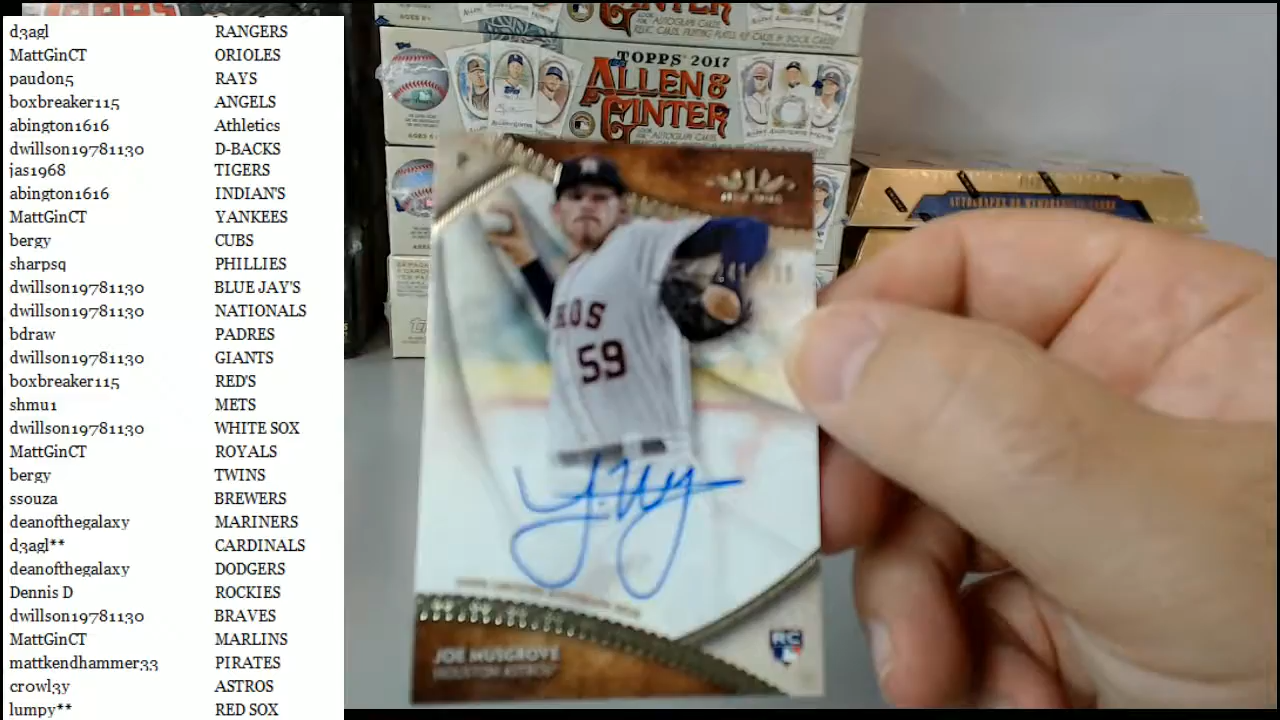 d3agl RANGERS
MattGinCT ORIOLES
paudon5 RAYS
boxbreaker115 ANGELS
abington1616 Athletics
dwillson19781130 D-BACKS
jas1968 TIGERS
abington1616 INDIAN'S
MattGinCT YANKEES
bergy CUBS
sharpsq PHILLIES
dwillson19781130 BLUE JAY'S
dwillson19781130 NATIONALS
bdraw PADRES
dwillson19781130 GIANTS
boxbreaker115 RED'S
shmu1 METS
dwillson19781130 WHITE SOX
MattGinCT ROYALS
bergy TWINS
ssouza BREWERS
deanofthegalaxy MARINERS
d3agl** CARDINALS
deanofthegalaxy DODGERS
Dennis D ROCKIES
dwillson19781130 BRAVES
MattGinCT MARLINS
mattkendhammer33 PIRATES
crowl3y ASTROS
lumpy** RED SOX
TOPPS
GINTER
TOPPS 2017
ALLEN &
GINTER
ROS
59
RC
JOE MUSGROVE
HOUSTON ASTROS